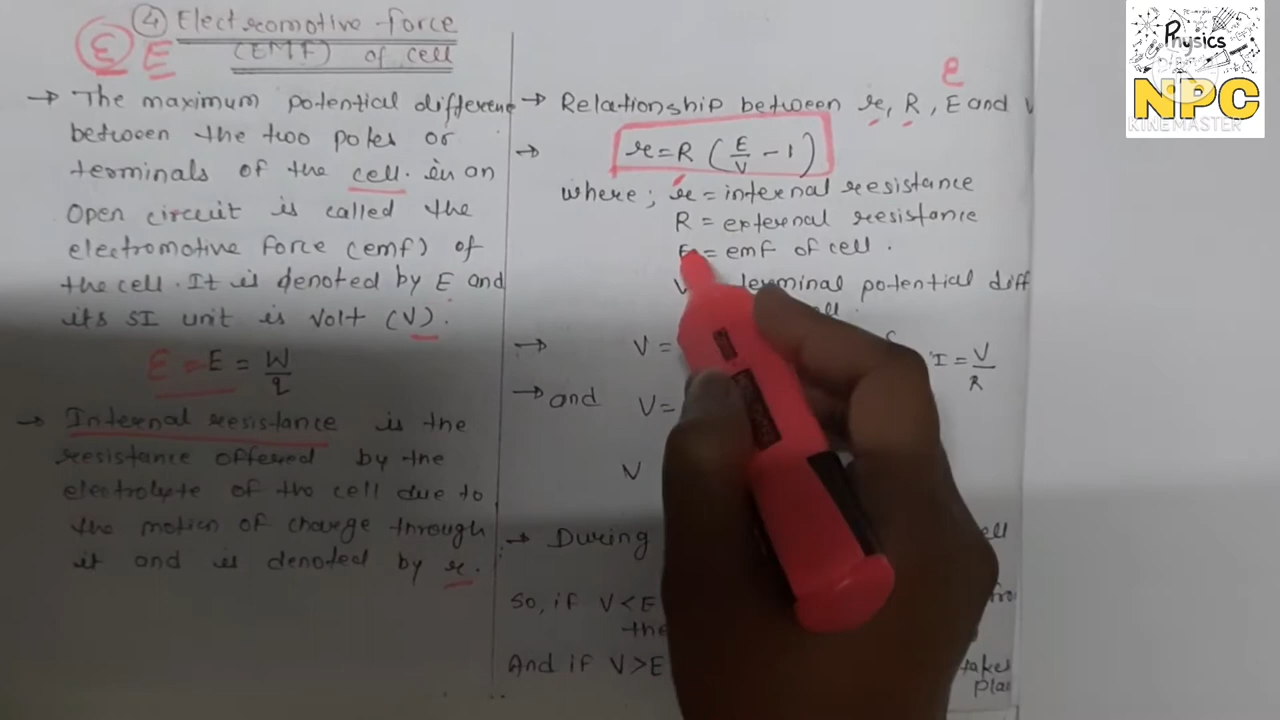 ④ Electromotive force
(EMF) of cell
Ɛ E
→ The maximum potential difference
between the two poles or
terminals of the cell. in an
Open circuit is called the
electromotive force (emf) of
the cell. It is denoted by E and
its SI unit is Volt (V).
Ɛ = E = W/q
→ Internal resistance is the
resistance offered by the
electrolyte of the cell due to
the motion of charge through
it and is denoted by r.
e
→ Relationship between r, R, E and V
→ r = R (E/V - 1)
where; r = internal resistance
R = external resistance
E = emf of cell.
V terminal potential diff
→ V = I = V/R
→ and V =
V
→ During ell
So, if V < E
the
And if V > E takes
pla
Physics
NPC
KINEMASTER